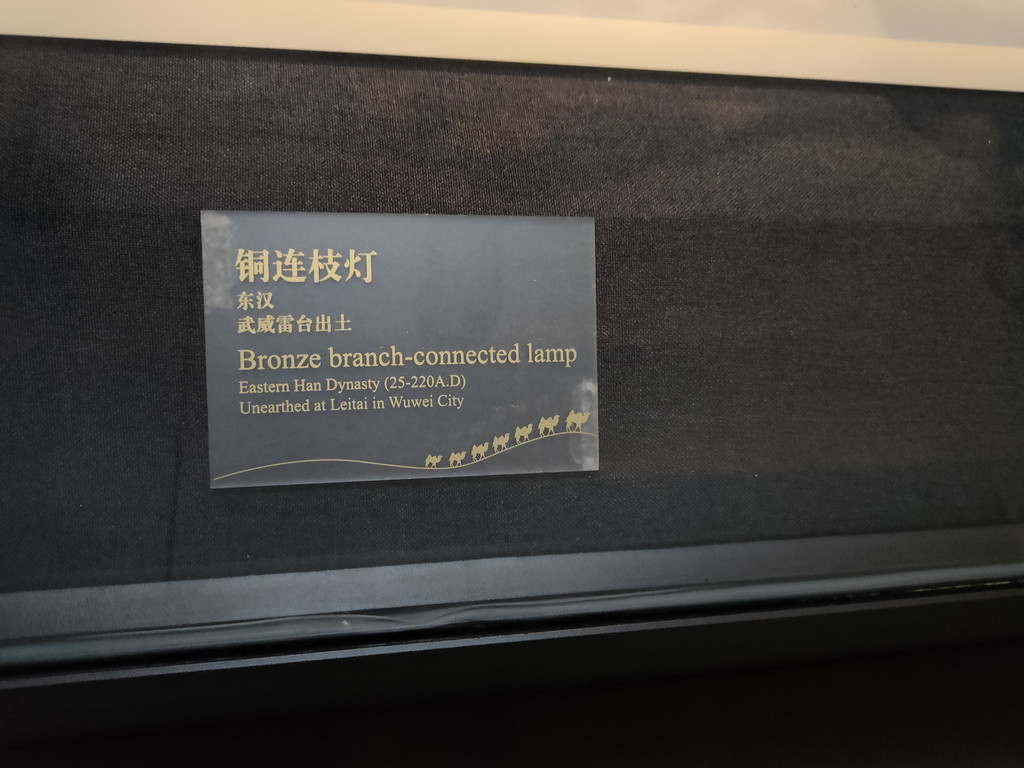 铜连枝灯
东汉
武威雷台出土
Bronze branch-connected lamp
Eastern Han Dynasty (25-220A.D)
Unearthed at Leitai in Wuwei City